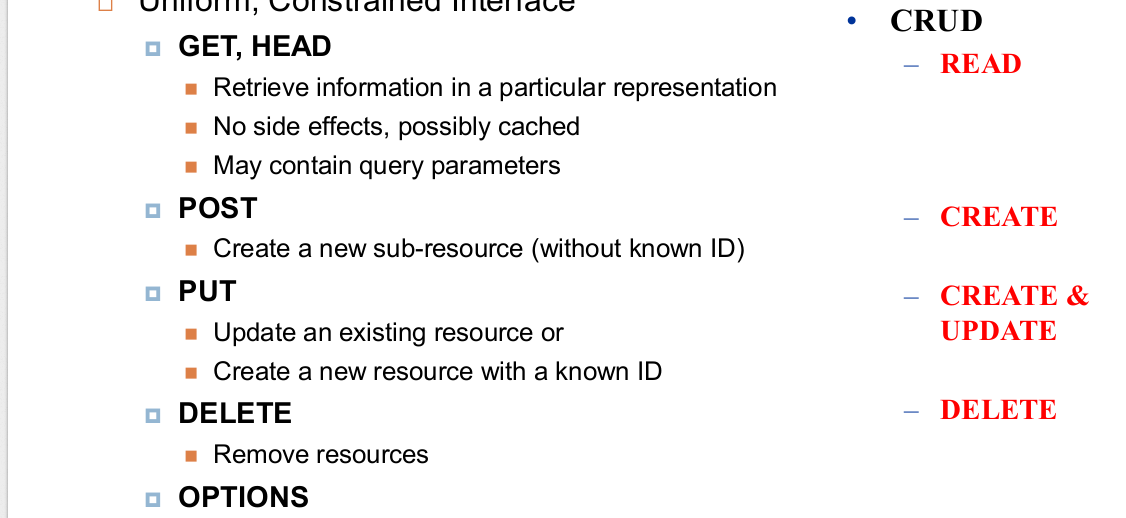 Uniform, Constrained Interface
GET, HEAD
Retrieve information in a particular representation
No side effects, possibly cached
May contain query parameters
POST
Create a new sub-resource (without known ID)
PUT
Update an existing resource or
Create a new resource with a known ID
DELETE
Remove resources
OPTIONS
• CRUD
– READ
– CREATE
– CREATE &
UPDATE
– DELETE